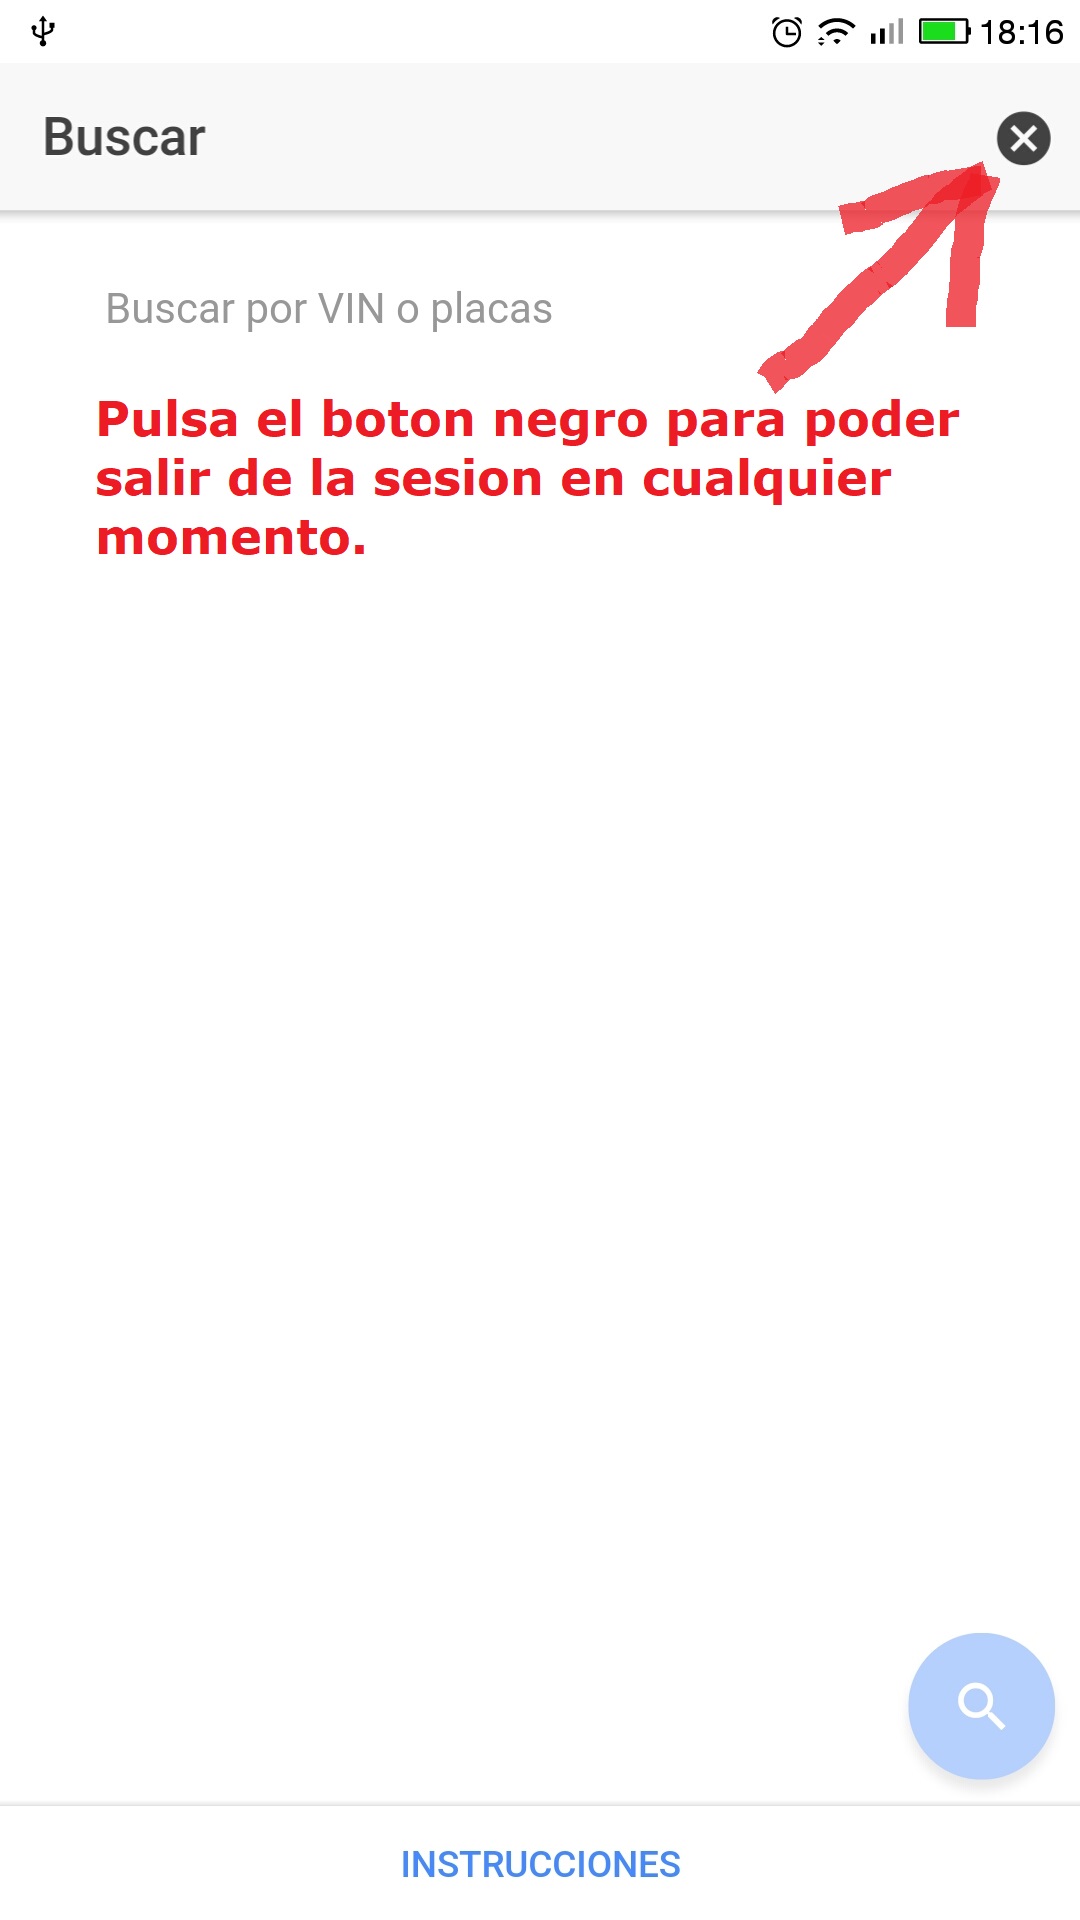 18:16
Buscar
Buscar por VIN o placas
Pulsa el boton negro para poder
salir de la sesion en cualquier
momento.
INSTRUCCIONES